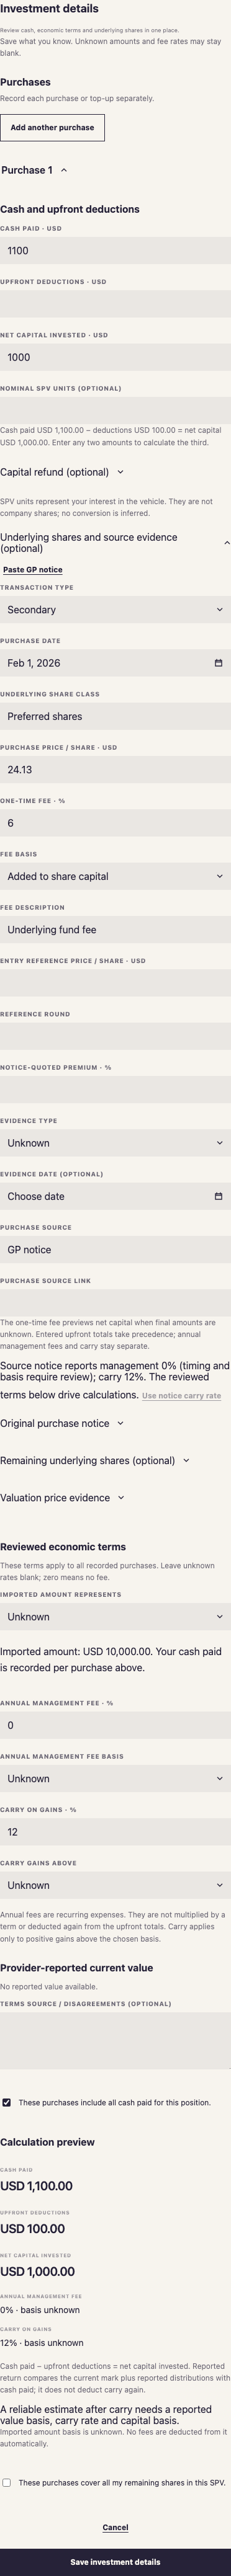 Investment details
Review cash, economic terms and underlying shares in one place.
Save what you know. Unknown amounts and fee rates may stay
blank.
Purchases
Record each purchase or top-up separately.
Add another purchase
Purchase 1
Cash and upfront deductions
CASH PAID · USD
1100
UPFRONT DEDUCTIONS · USD
NET CAPITAL INVESTED · USD
1000
NOMINAL SPV UNITS (OPTIONAL)
Cash paid USD 1,100.00 − deductions USD 100.00 = net capital
USD 1,000.00. Enter any two amounts to calculate the third.
Capital refund (optional)
SPV units represent your interest in the vehicle. They are not
company shares; no conversion is inferred.
Underlying shares and source evidence
(optional)
Paste GP notice
TRANSACTION TYPE
Secondary
PURCHASE DATE
Feb 1, 2026
UNDERLYING SHARE CLASS
Preferred shares
PURCHASE PRICE / SHARE · USD
24.13
ONE-TIME FEE · %
6
FEE BASIS
Added to share capital
FEE DESCRIPTION
Underlying fund fee
ENTRY REFERENCE PRICE / SHARE · USD
REFERENCE ROUND
NOTICE-QUOTED PREMIUM · %
EVIDENCE TYPE
Unknown
EVIDENCE DATE (OPTIONAL)
Choose date
PURCHASE SOURCE
GP notice
PURCHASE SOURCE LINK
The one-time fee previews net capital when final amounts are
unknown. Entered upfront totals take precedence; annual
management fees and carry stay separate.
Source notice reports management 0% (timing and
basis require review); carry 12%. The reviewed
terms below drive calculations. Use notice carry rate
Original purchase notice
Remaining underlying shares (optional)
Valuation price evidence
Reviewed economic terms
These terms apply to all recorded purchases. Leave unknown
rates blank; zero means no fee.
IMPORTED AMOUNT REPRESENTS
Unknown
Imported amount: USD 10,000.00. Your cash paid
is recorded per purchase above.
ANNUAL MANAGEMENT FEE · %
0
ANNUAL MANAGEMENT FEE BASIS
Unknown
CARRY ON GAINS · %
12
CARRY GAINS ABOVE
Unknown
Annual fees are recurring expenses. They are not multiplied by a
term or deducted again from the upfront totals. Carry applies
only to positive gains above the chosen basis.
Provider-reported current value
No reported value available.
TERMS SOURCE / DISAGREEMENTS (OPTIONAL)
These purchases include all cash paid for this position.
Calculation preview
CASH PAID
USD 1,100.00
UPFRONT DEDUCTIONS
USD 100.00
NET CAPITAL INVESTED
USD 1,000.00
ANNUAL MANAGEMENT FEE
0% · basis unknown
CARRY ON GAINS
12% · basis unknown
Cash paid − upfront deductions = net capital invested. Reported
return compares the current mark plus reported distributions with
cash paid; it does not deduct carry again.
A reliable estimate after carry needs a reported
value basis, carry rate and capital basis.
Imported amount basis is unknown. No fees are deducted from it
automatically.
These purchases cover all my remaining shares in this SPV.
Cancel
Save investment details